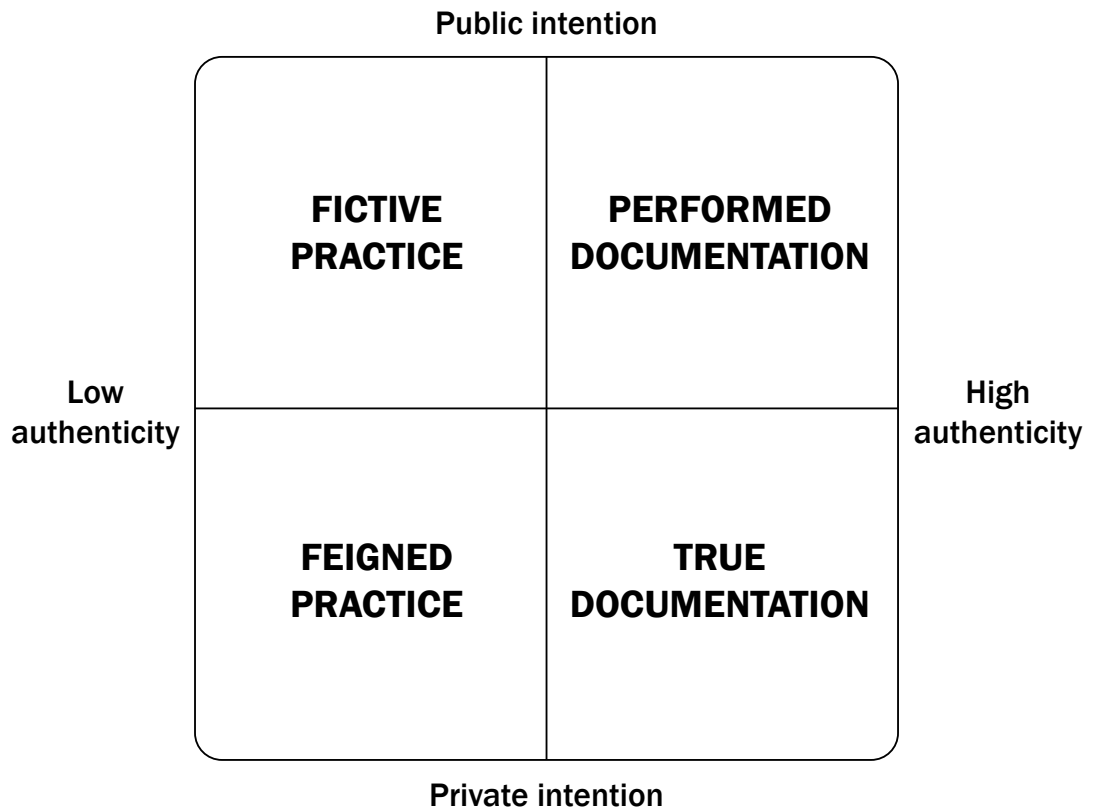 Public intention
FICTIVE
PRACTICE
PERFORMED
DOCUMENTATION
Low
authenticity
High
authenticity
FEIGNED
PRACTICE
TRUE
DOCUMENTATION
Private intention